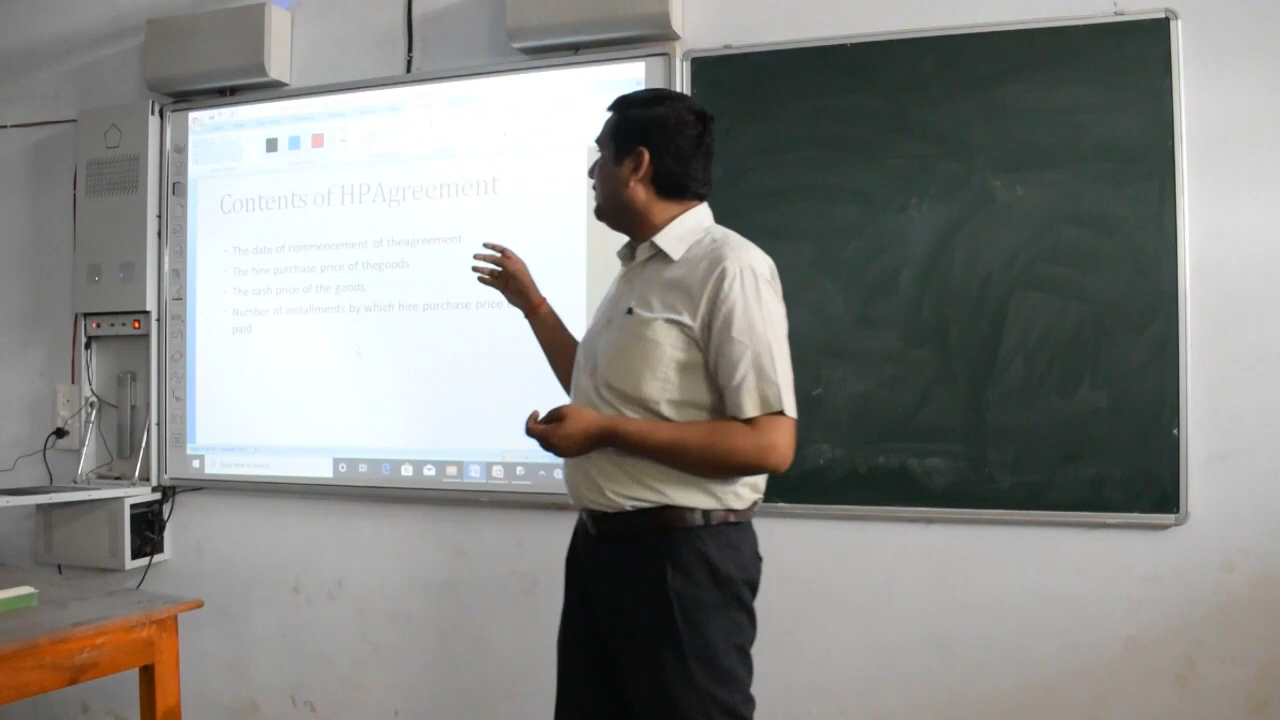 Contents of HPAgreement
The date of commencement of theagreement
The hire purchase price of thegoods
The cash price of the goods
Number of installments by which hire purchase price
paid